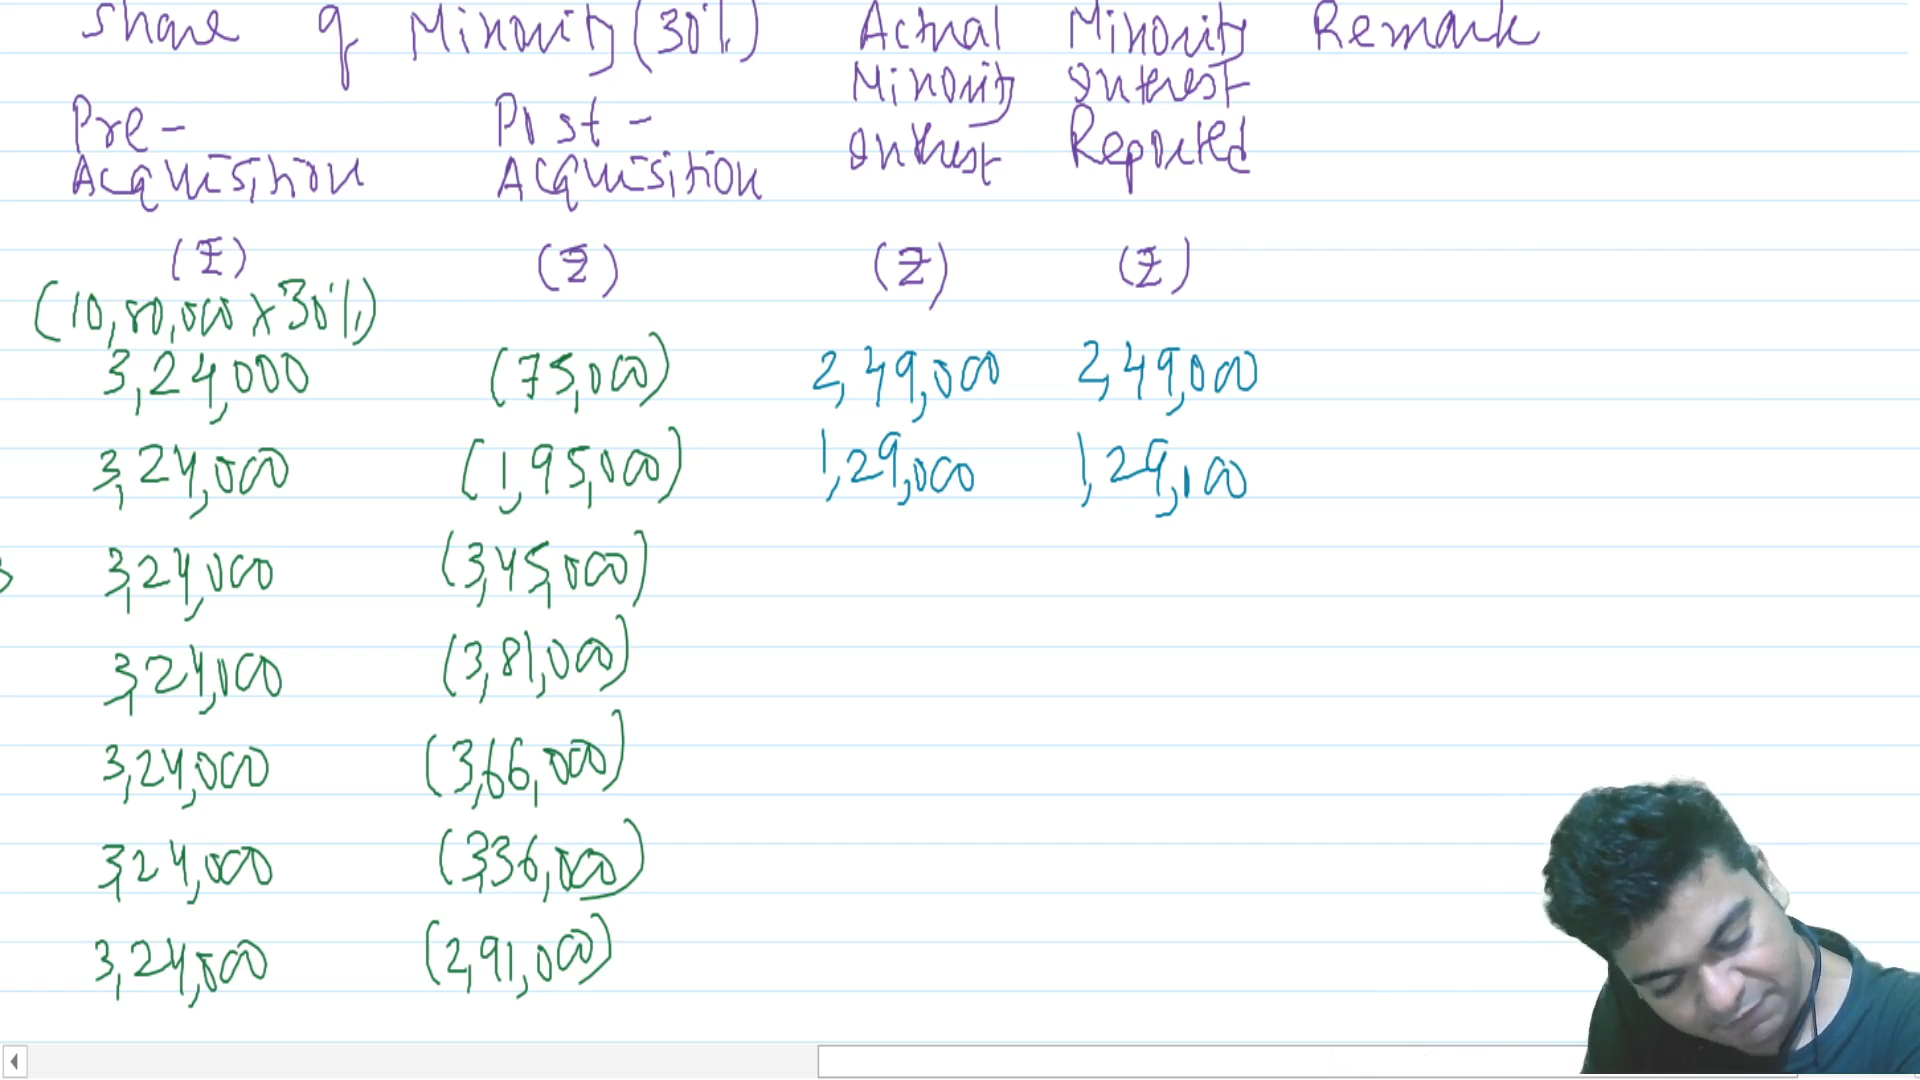 Share of Minority (30%) Actual Minority Remark
Minority Interest
Pre- Post- Interest Reported
Acquisition Acquisition
(₹) (₹) (₹) (₹)
(10,80,000 x 30%)
3,24,000 (75,000) 2,49,000 2,49,000
3,24,000 (1,95,000) 1,29,000 1,29,000
3,24,000 (3,45,000)
3,24,000 (3,81,000)
3,24,000 (3,66,000)
3,24,000 (3,36,000)
3,24,000 (2,91,000)